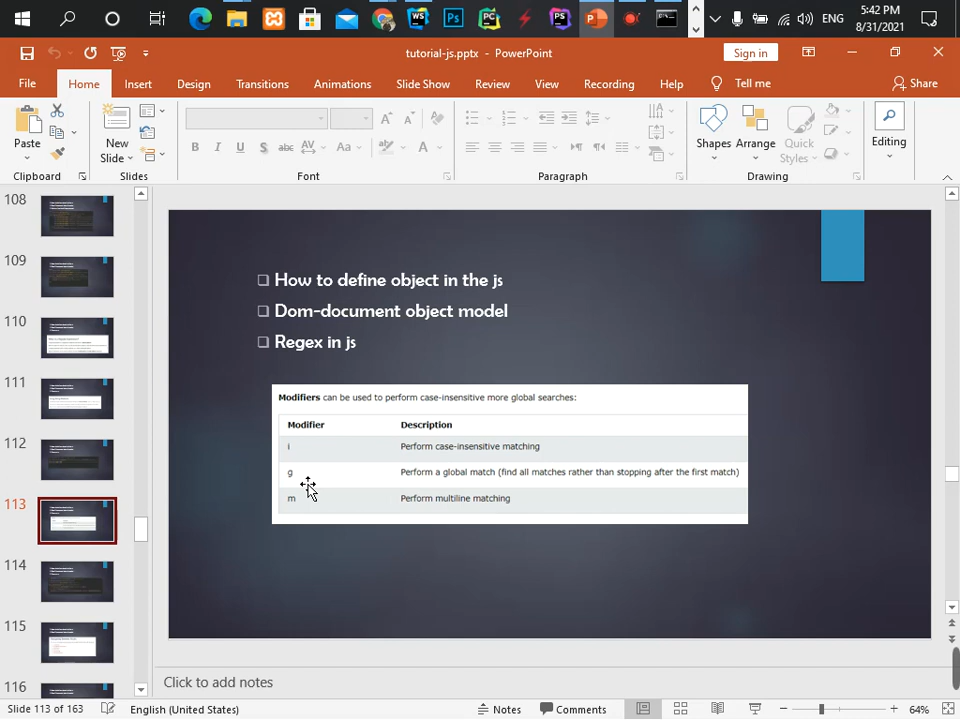 ENG
5:42 PM
8/31/2021
tutorial-js.pptx - PowerPoint
Sign in
File
Home
Insert
Design
Transitions
Animations
Slide Show
Review
View
Recording
Help
Tell me
Share
Paste
New
Slide
Shapes
Arrange
Quick
Styles
Editing
Clipboard
Slides
Font
Paragraph
Drawing
108
109
110
111
112
113
114
115
116
How to define object in the js
Dom-document object model
Regex in js
Modifiers can be used to perform case-insensitive more global searches:
Modifier Description
i Perform case-insensitive matching
g Perform a global match (find all matches rather than stopping after the first match)
m Perform multiline matching
Click to add notes
Slide 113 of 163
English (United States)
Notes
Comments
64%